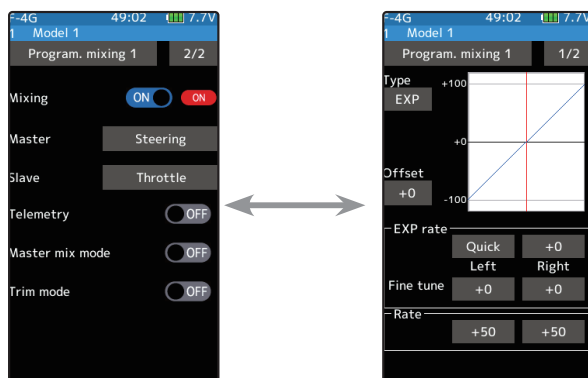 F-4G 49:02 7.7V
1 Model 1
Program. mixing 1 2/2
Mixing ON ON
Master Steering
Slave Throttle
Telemetry OFF
Master mix mode OFF
Trim mode OFF
F-4G 49:02 7.7V
1 Model 1
Program. mixing 1 1/2
Type
EXP
+100
+0
-100
Offset
+0
EXP rate
Quick +0
Left Right
Fine tune +0 +0
Rate
+50 +50